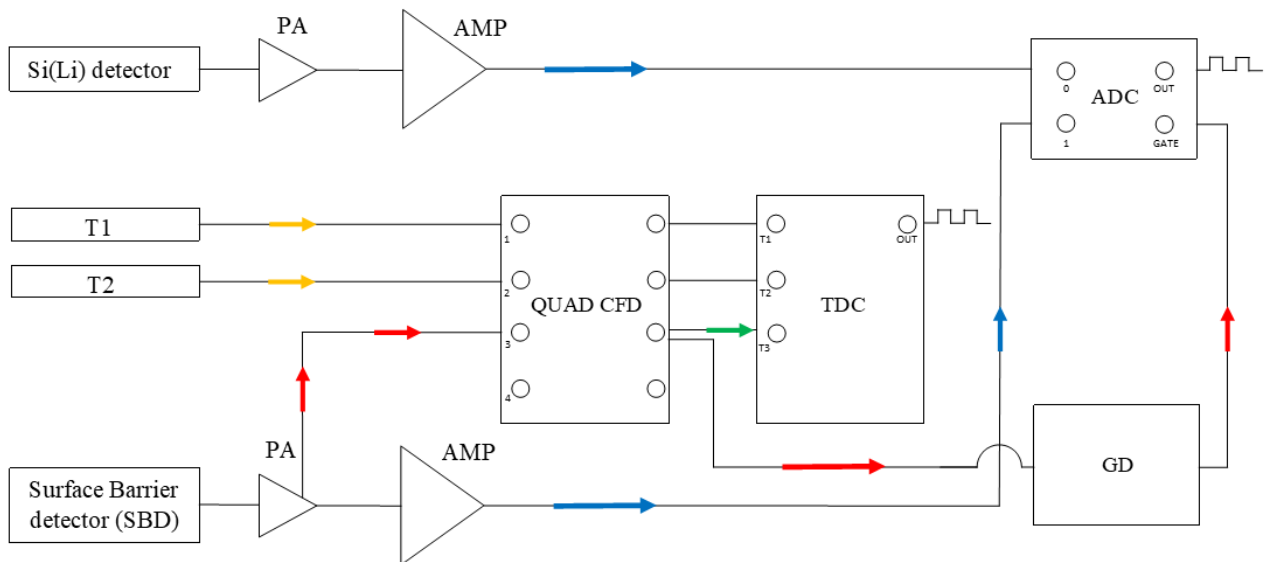 PA
AMP
Si(Li) detector
0
OUT
ADC
1
GATE
T1
1
T1
OUT
T2
2
T2
QUAD CFD
TDC
3
T3
4
PA
AMP
GD
Surface Barrier
detector (SBD)